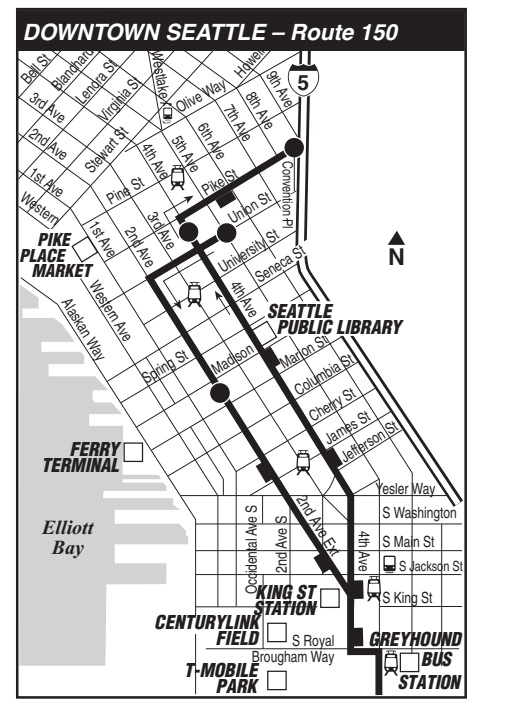 DOWNTOWN SEATTLE – Route 150
Bell St
Blanchard
Lenora St
Virginia St
Westlake
Olive Way
Howell
9th Ave
8th Ave
7th Ave
6th Ave
5th Ave
4th Ave
3rd Ave
2nd Ave
1st Ave
Western
Stewart St
Pine St
Pike St
5
Convention Pl
Union St
3rd Ave
2nd Ave
1st Ave
PIKE
PLACE
MARKET
University St
Seneca St
N
Western Ave
Alaskan Way
4th Ave
SEATTLE
PUBLIC LIBRARY
Spring St
Madison
Marion St
Columbia St
Cherry St
James St
Jefferson St
FERRY
TERMINAL
Elliott
Bay
Yesler Way
S Washington
S Main St
S Jackson St
S King St
Occidental Ave S
2nd Ave S
2nd Ave Ext
4th Ave
KING ST
STATION
CENTURYLINK
FIELD
S Royal
Brougham Way
GREYHOUND
BUS
STATION
T-MOBILE
PARK